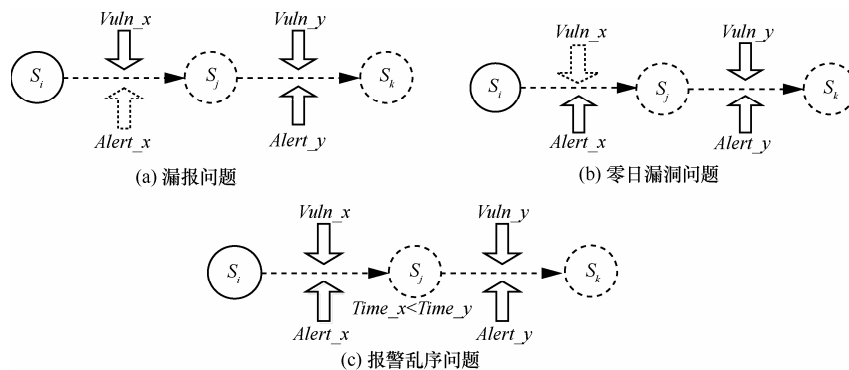 Vuln_x Vuln_y
S_i S_j S_k
Alert_x Alert_y
(a) 漏报问题
Vuln_x Vuln_y
S_i S_j S_k
Alert_x Alert_y
(b) 零日漏洞问题
Vuln_x Vuln_y
S_i S_j S_k
Time_x<Time_y
Alert_x Alert_y
(c) 报警乱序问题